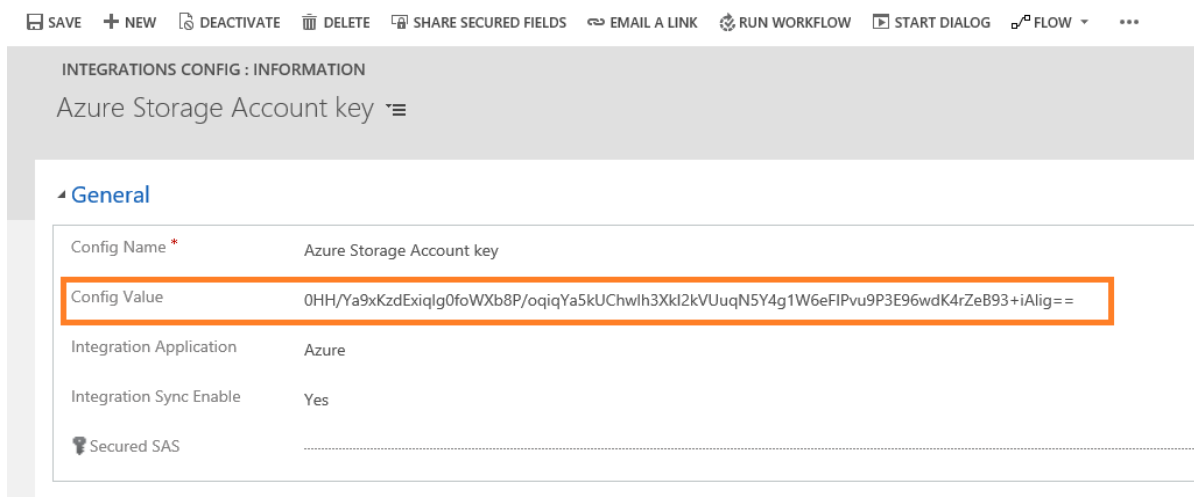 SAVE NEW DEACTIVATE DELETE SHARE SECURED FIELDS EMAIL A LINK RUN WORKFLOW START DIALOG FLOW •••
INTEGRATIONS CONFIG : INFORMATION
Azure Storage Account key
General
Config Name * Azure Storage Account key
Config Value 0HH/Ya9xKzdExiqlg0foWXb8P/oqiqYa5kUChwlh3XkI2kVUuqN5Y4g1W6eFIPvu9P3E96wdK4rZeB93+iAlig==
Integration Application Azure
Integration Sync Enable Yes
Secured SAS